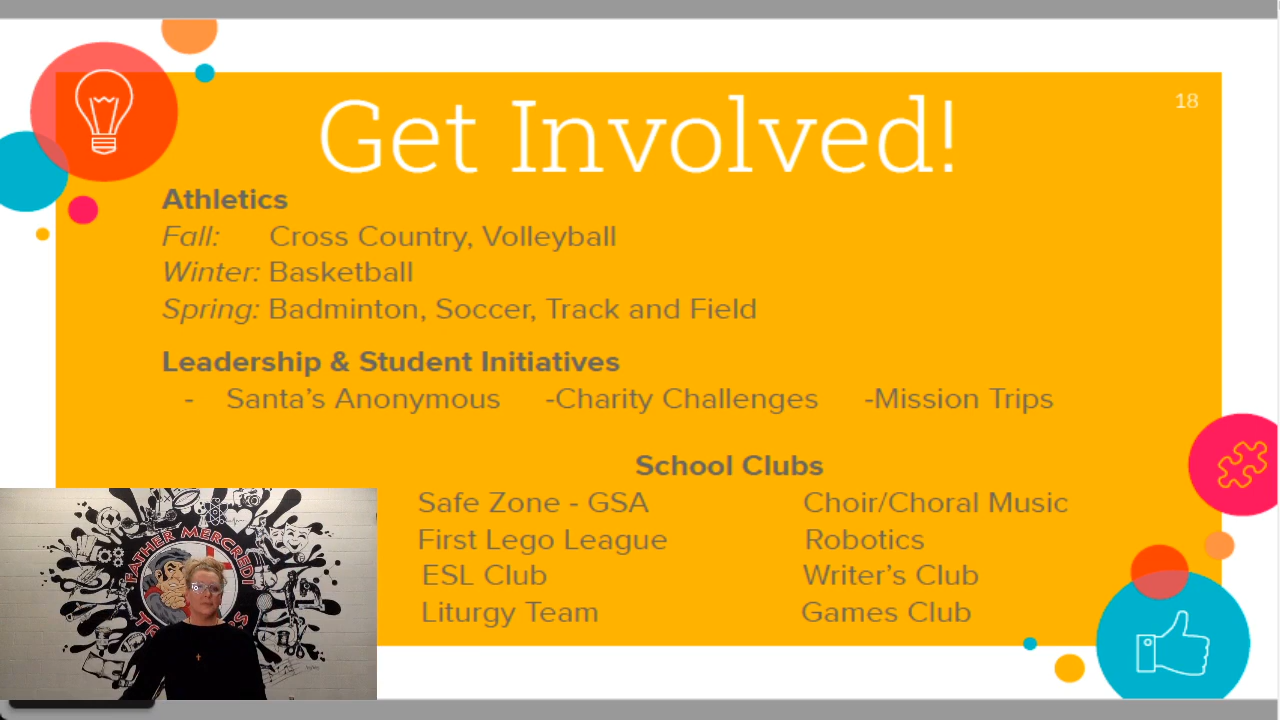 18
Get Involved!
Athletics
Fall: Cross Country, Volleyball
Winter: Basketball
Spring: Badminton, Soccer, Track and Field
Leadership & Student Initiatives
- Santa's Anonymous -Charity Challenges -Mission Trips
School Clubs
Safe Zone - GSA Choir/Choral Music
First Lego League Robotics
ESL Club Writer's Club
Liturgy Team Games Club
FATHER MERCREDI